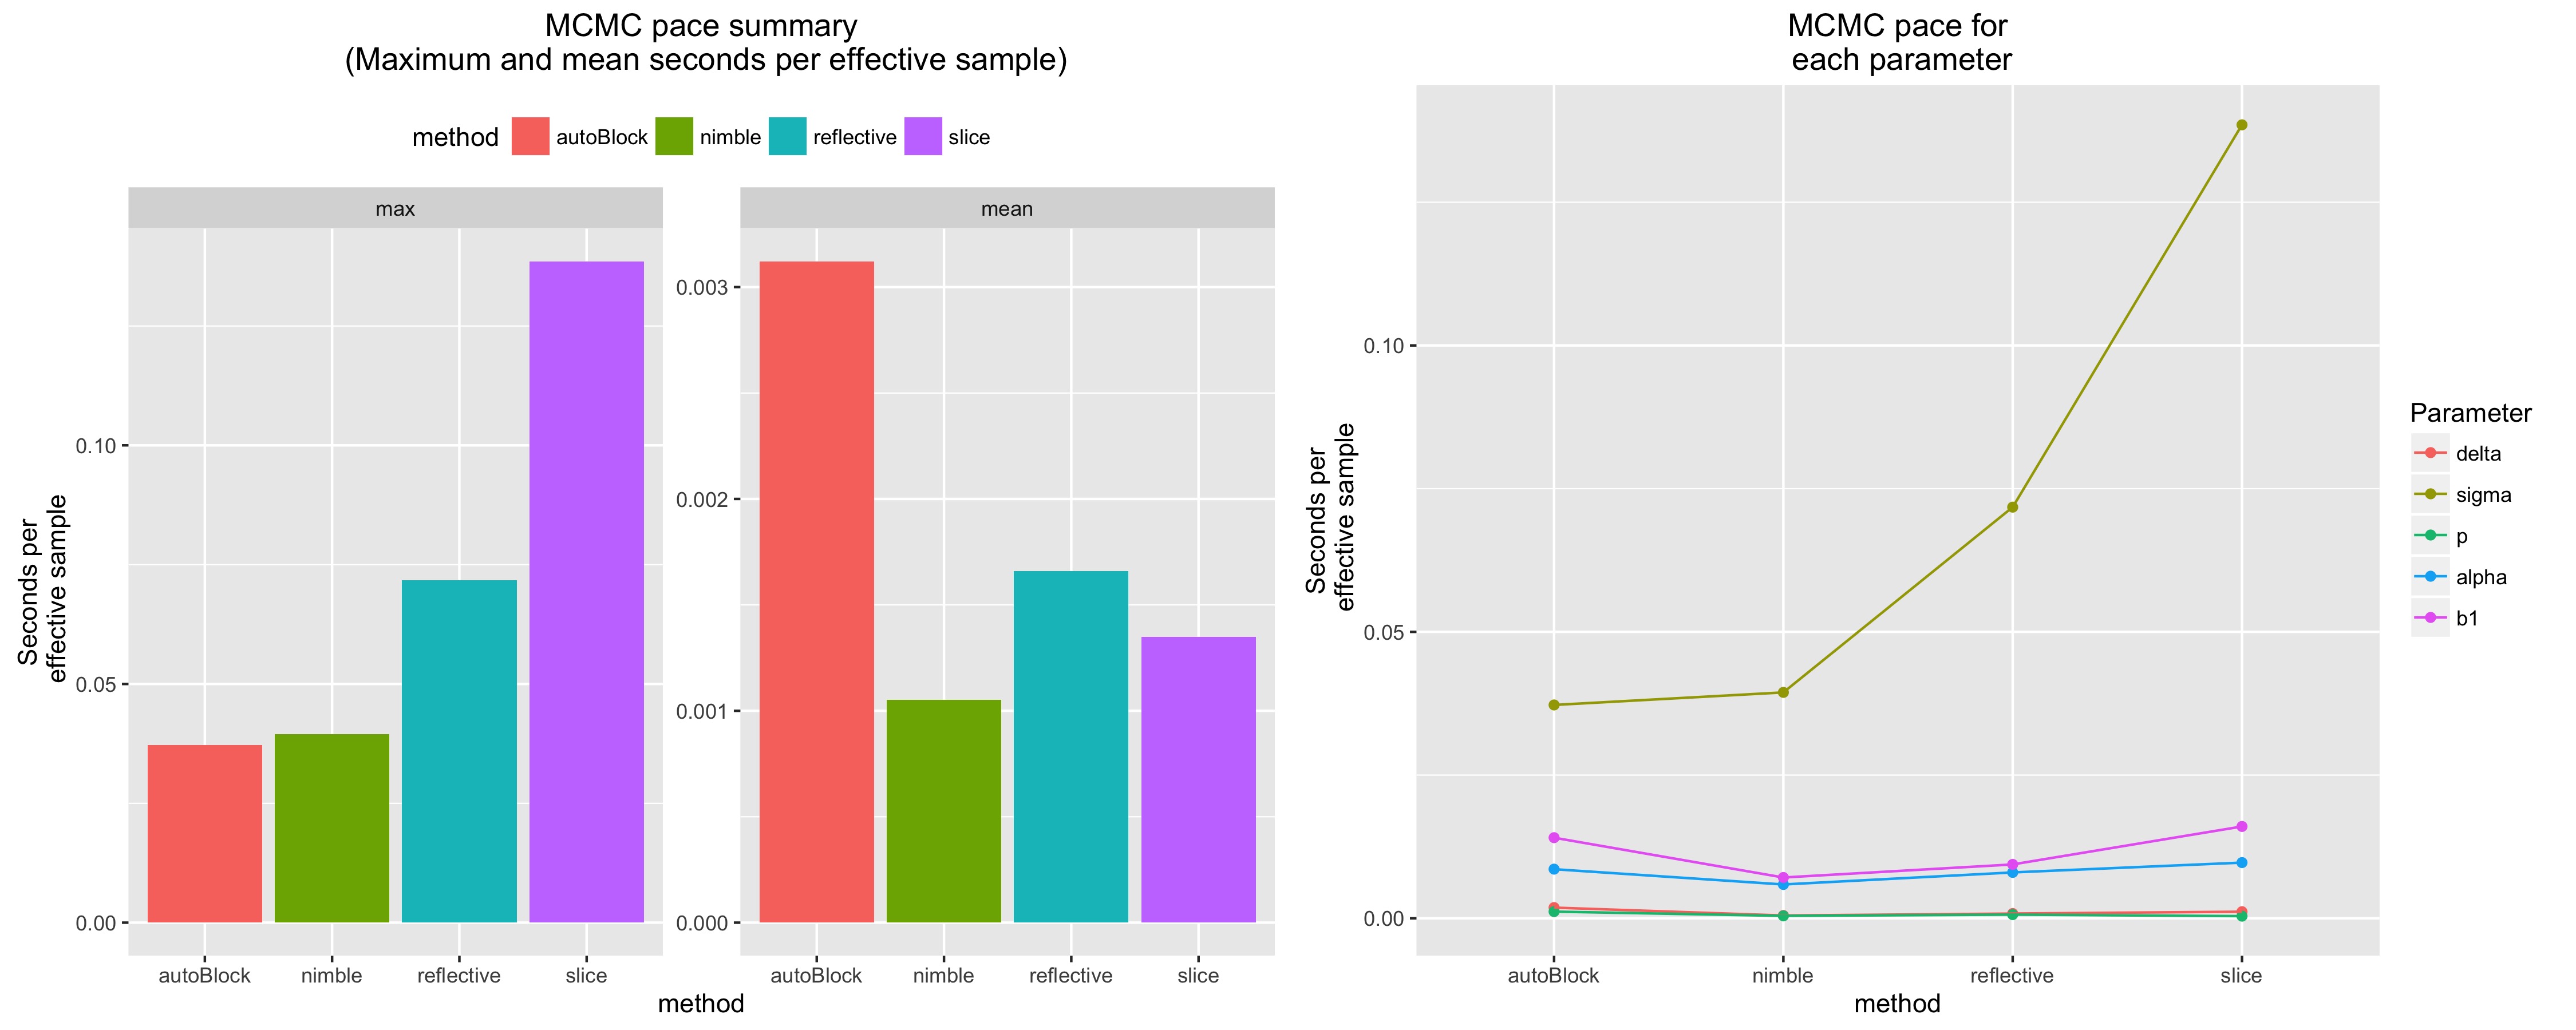 MCMC pace summary
(Maximum and mean seconds per effective sample)
method autoBlock nimble reflective slice
max
mean
Seconds per
effective sample
0.10
0.05
0.00
0.003
0.002
0.001
0.000
autoBlock nimble reflective slice
autoBlock nimble reflective slice
method
MCMC pace for
each parameter
Seconds per
effective sample
0.10
0.05
0.00
autoBlock nimble reflective slice
method
Parameter
delta
sigma
p
alpha
b1